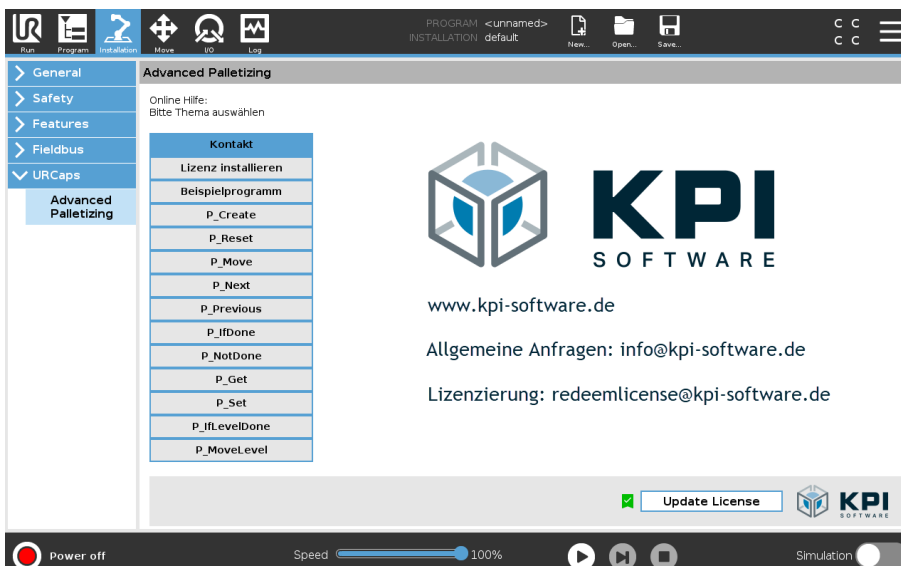 PROGRAM <unnamed>
INSTALLATION default
Run Program Installation Move I/O Log New... Open... Save...
C C
C C
General
Safety
Features
Fieldbus
URCaps
Advanced
Palletizing
Advanced Palletizing
Online Hilfe:
Bitte Thema auswählen
Kontakt
Lizenz installieren
Beispielprogramm
P_Create
P_Reset
P_Move
P_Next
P_Previous
P_IfDone
P_NotDone
P_Get
P_Set
P_IfLevelDone
P_MoveLevel
KPI
SOFTWARE
www.kpi-software.de
Allgemeine Anfragen: info@kpi-software.de
Lizenzierung: redeemlicense@kpi-software.de
Update License
KPI
SOFTWARE
Power off
Speed 100%
Simulation